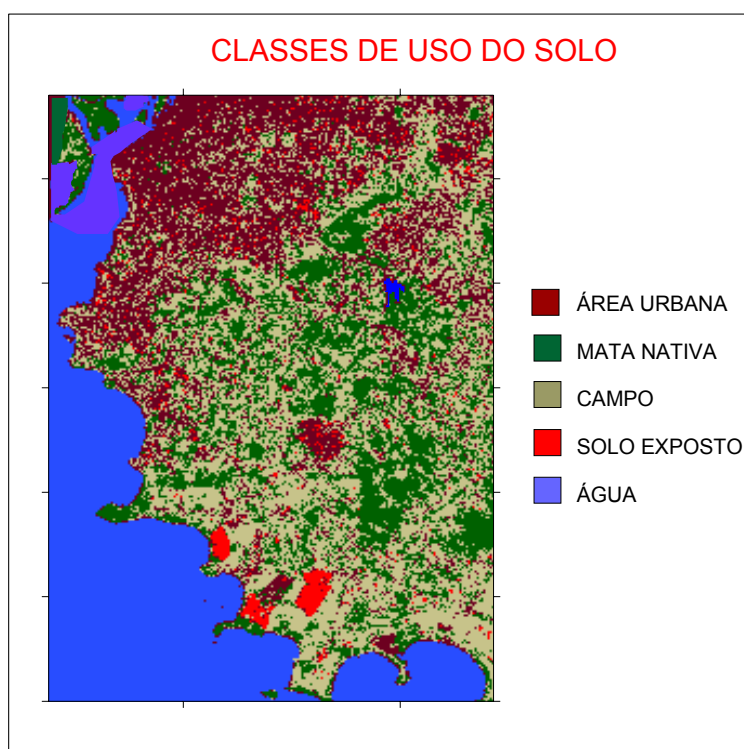 CLASSES DE USO DO SOLO
ÁREA URBANA
MATA NATIVA
CAMPO
SOLO EXPOSTO
ÁGUA